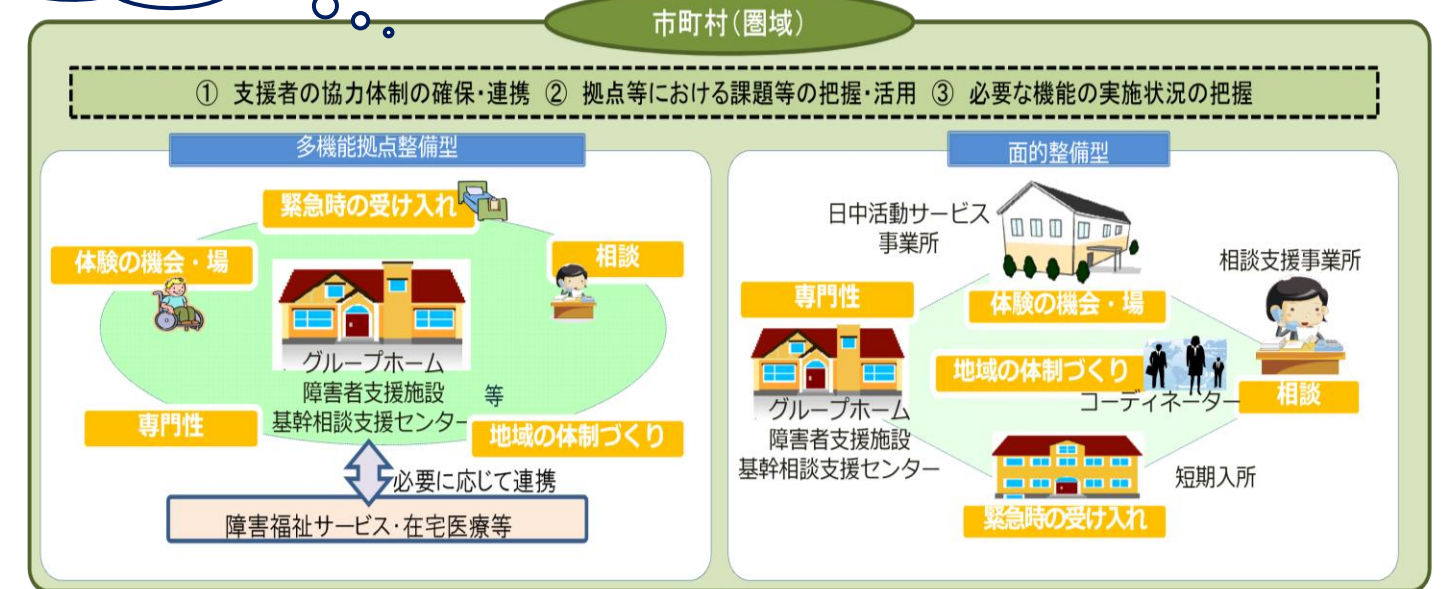 市町村(圏域)
① 支援者の協力体制の確保・連携 ② 拠点等における課題等の把握・活用 ③ 必要な機能の実施状況の把握
多機能拠点整備型
緊急時の受け入れ
体験の機会・場
相談
グループホーム
障害者支援施設
基幹相談支援センター
等
専門性
地域の体制づくり
必要に応じて連携
障害福祉サービス・在宅医療等
面的整備型
日中活動サービス
事業所
相談支援事業所
専門性
体験の機会・場
地域の体制づくり
コーディネーター
相談
グループホーム
障害者支援施設
基幹相談支援センター
短期入所
緊急時の受け入れ